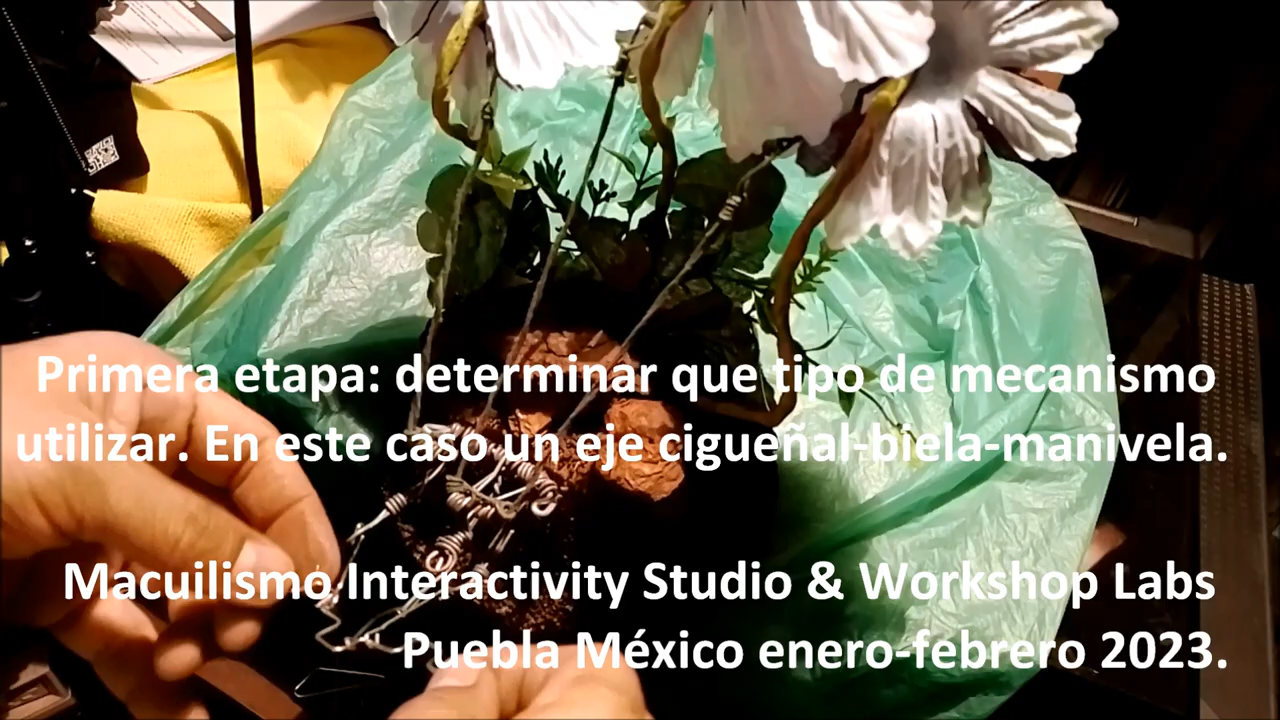 Primera etapa: determinar que tipo de mecanismo
utilizar. En este caso un eje cigueñal-biela-manivela.
Macuilismo Interactivity Studio & Workshop Labs
Puebla México enero-febrero 2023.